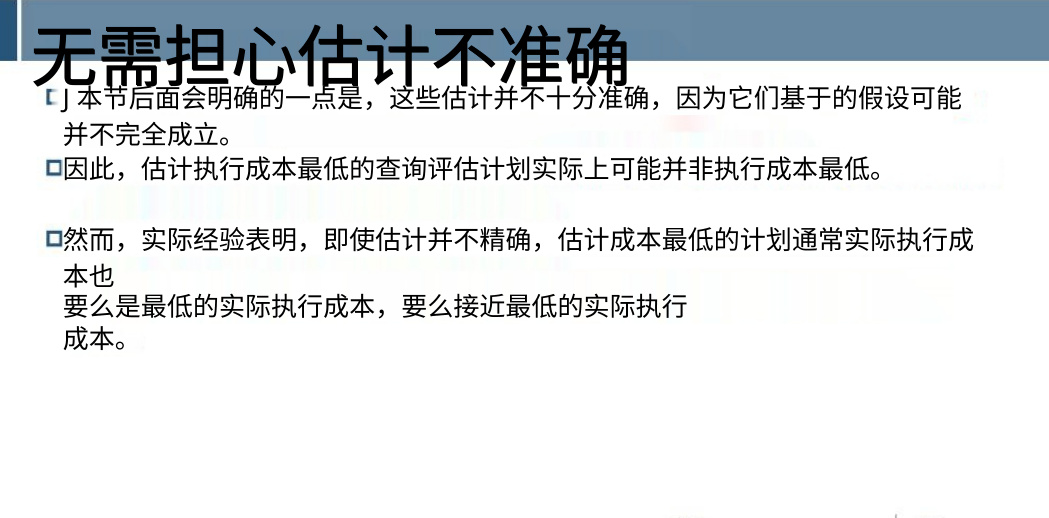 无需担心估计不准确
J 本节后面会明确的一点是，这些估计并不十分准确，因为它们基于的假设可能
并不完全成立。
因此，估计执行成本最低的查询评估计划实际上可能并非执行成本最低。
然而，实际经验表明，即使估计并不精确，估计成本最低的计划通常实际执行成
本也
要么是最低的实际执行成本，要么接近最低的实际执行
成本。